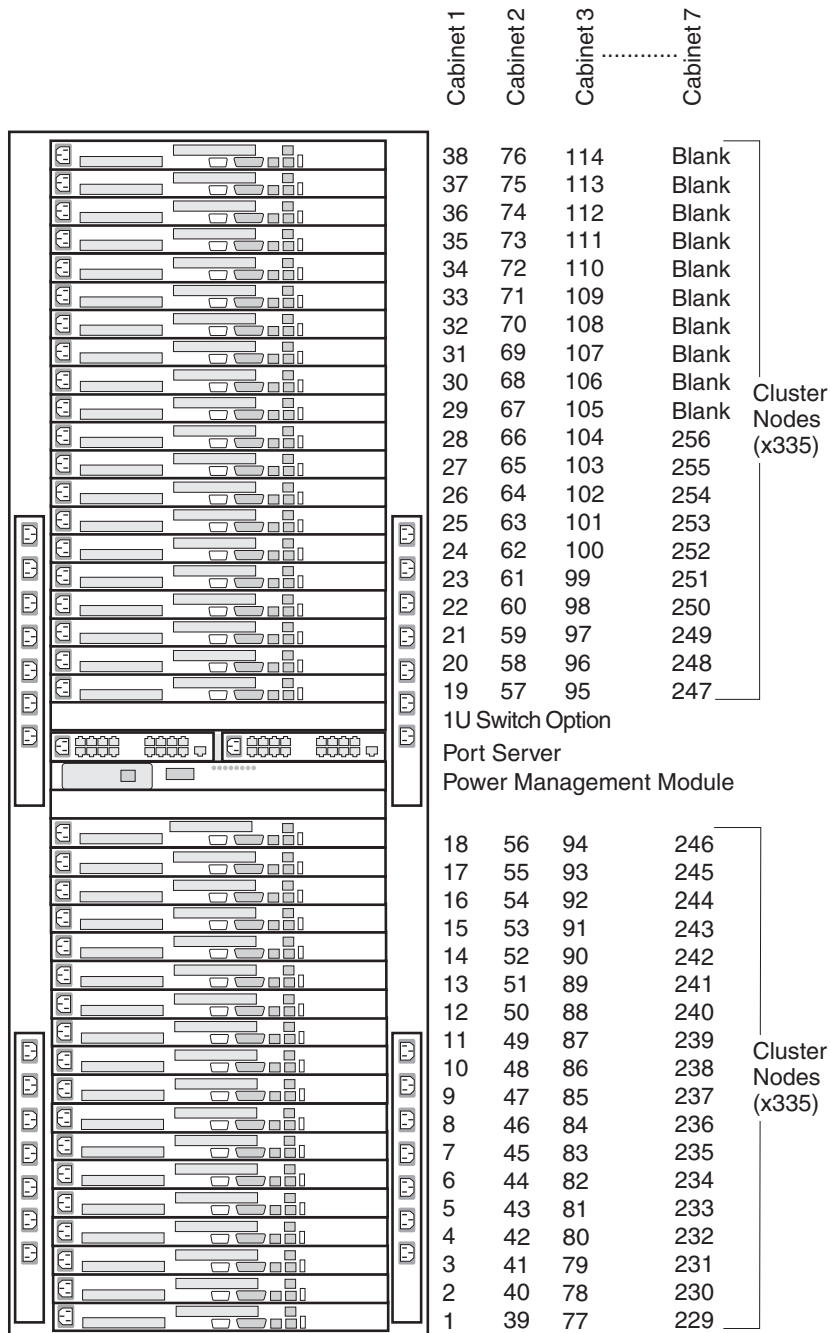 Cabinet 1 Cabinet 2 Cabinet 3 ............ Cabinet 7
38 76 114 Blank
37 75 113 Blank
36 74 112 Blank
35 73 111 Blank
34 72 110 Blank
33 71 109 Blank
32 70 108 Blank
31 69 107 Blank
30 68 106 Blank
29 67 105 Blank
28 66 104 256
27 65 103 255
26 64 102 254
25 63 101 253
24 62 100 252
23 61 99 251
22 60 98 250
21 59 97 249
20 58 96 248
19 57 95 247
Cluster
Nodes
(x335)
1U Switch Option
Port Server
Power Management Module
18 56 94 246
17 55 93 245
16 54 92 244
15 53 91 243
14 52 90 242
13 51 89 241
12 50 88 240
11 49 87 239
10 48 86 238
9 47 85 237
8 46 84 236
7 45 83 235
6 44 82 234
5 43 81 233
4 42 80 232
3 41 79 231
2 40 78 230
1 39 77 229
Cluster
Nodes
(x335)